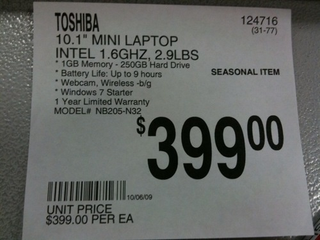 TOSHIBA
124716
(31-77)
10.1" MINI LAPTOP
INTEL 1.6GHZ, 2.9LBS
* 1GB Memory - 250GB Hard Drive
* Battery Life: Up to 9 hours
SEASONAL ITEM
* Webcam, Wireless -b/g
* Windows 7 Starter
1 Year Limited Warranty
MODEL# NB205-N32
$399.00
10/06/09
UNIT PRICE
$399.00 PER EA